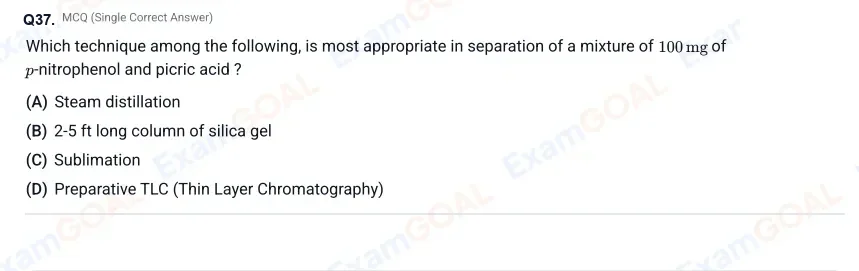 Q37. MCQ (Single Correct Answer)
Which technique among the following, is most appropriate in separation of a mixture of 100 mg of
p-nitrophenol and picric acid ?
(A) Steam distillation
(B) 2-5 ft long column of silica gel
(C) Sublimation
(D) Preparative TLC (Thin Layer Chromatography)
ExamGOAL
ExamGOAL